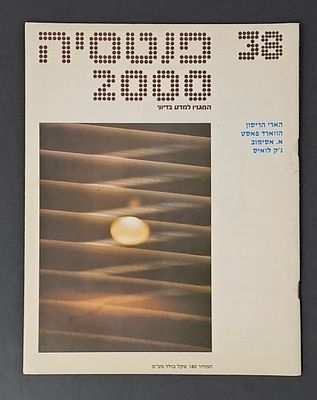 פנטסיה 38
2000
המגזין למדע בדיוני
הארי הריסון
הווארד פאסט
א. אסימוב
ג'ק לואיס
המחיר 180 שקל כולל מע"מ